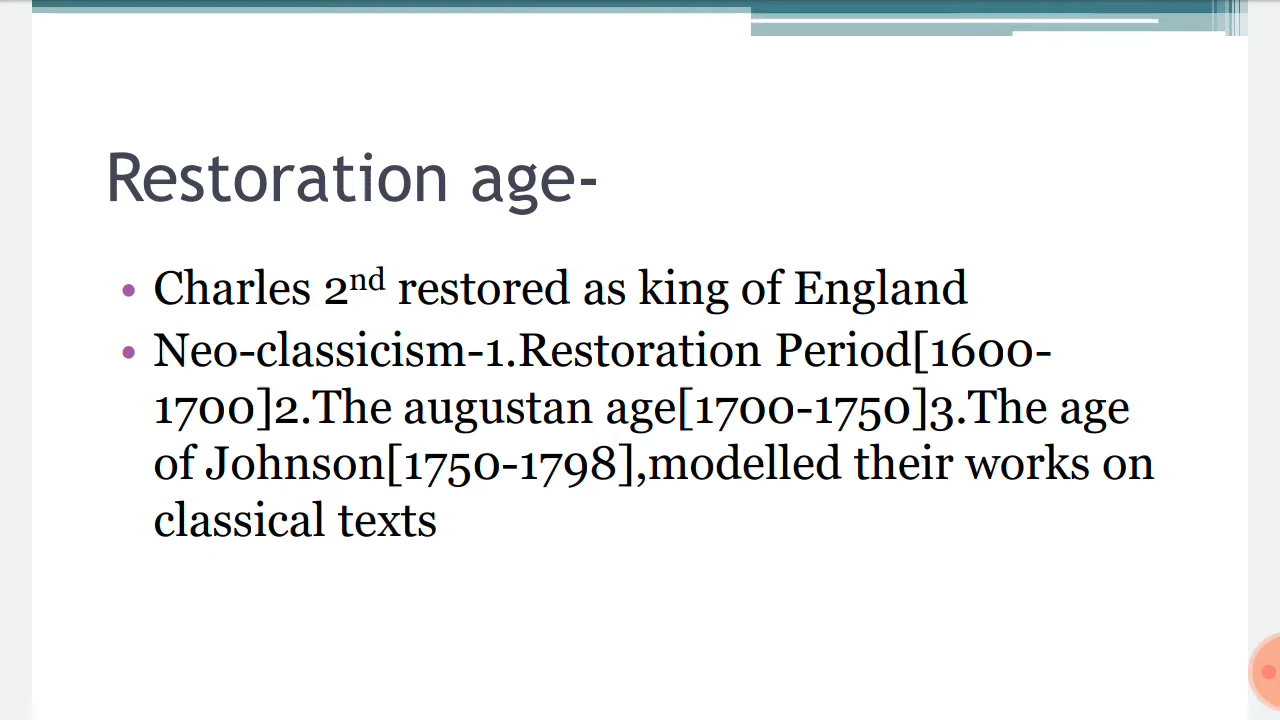 Restoration age-
• Charles 2nd restored as king of England
• Neo-classicism-1.Restoration Period[1600-
1700]2.The augustan age[1700-1750]3.The age
of Johnson[1750-1798],modelled their works on
classical texts